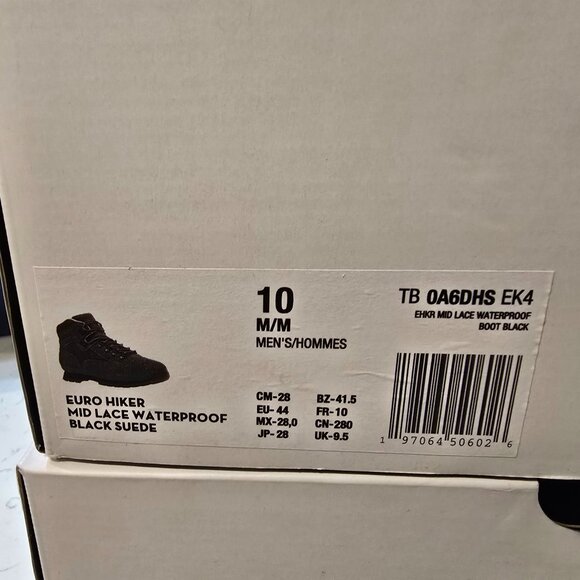 10
M/M
MEN'S/HOMMES
TB 0A6DHS EK4
EHKR MID LACE WATERPROOF
BOOT BLACK
EURO HIKER
MID LACE WATERPROOF
BLACK SUEDE
CM-28 BZ-41.5
EU-44 FR-10
MX-28,0 CN-280
JP-28 UK-9.5
1 97064 50602 6